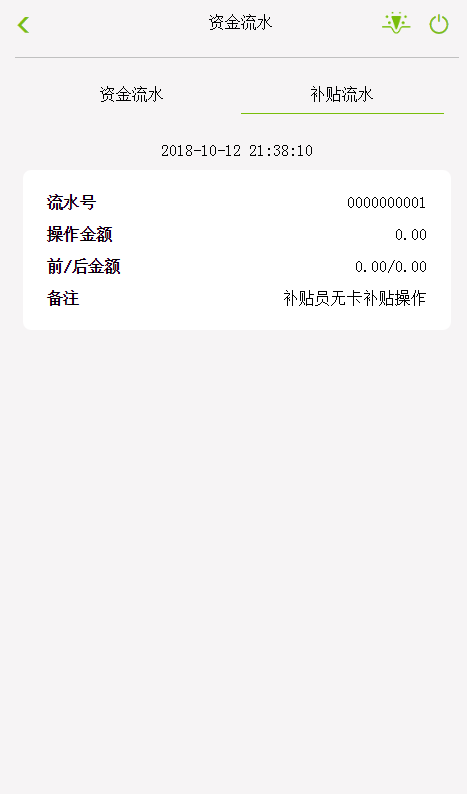 资金流水
资金流水 补贴流水
2018-10-12 21:38:10
流水号 0000000001
操作金额 0.00
前/后金额 0.00/0.00
备注 补贴员无卡补贴操作